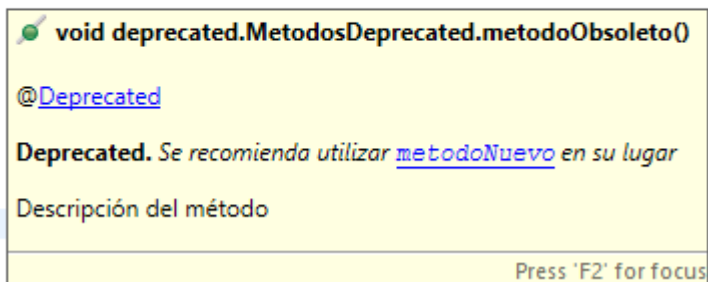 void deprecated.MetodosDeprecated.metodoObsoleto()
@Deprecated
Deprecated. Se recomienda utilizar metodoNuevo en su lugar
Descripción del método
Press 'F2' for focus